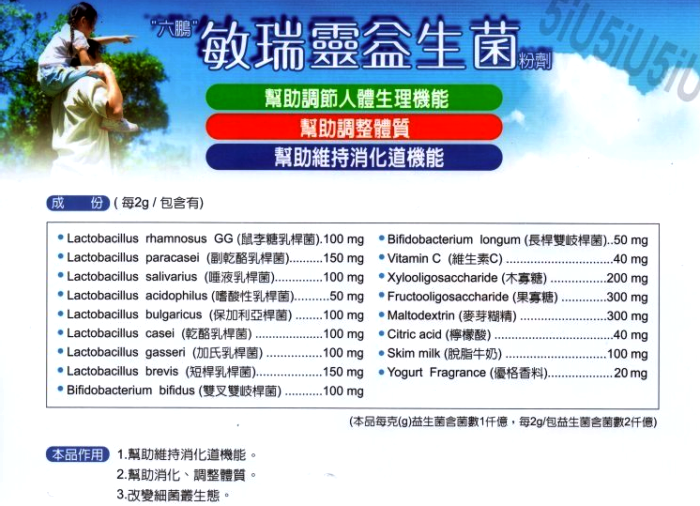 "六鵬" 敏瑞靈益生菌粉劑
5iU5iU5iU
幫助調節人體生理機能
幫助調整體質
幫助維持消化道機能
成 份 ( 每2g / 包含有)
• Lactobacillus rhamnosus GG (鼠李糖乳桿菌).100 mg
• Lactobacillus paracasei (副乾酪乳桿菌)..........150 mg
• Lactobacillus salivarius (唾液乳桿菌)..............100 mg
• Lactobacillus acidophilus (嗜酸性乳桿菌).........50 mg
• Lactobacillus bulgaricus (保加利亞桿菌) ........100 mg
• Lactobacillus casei (乾酪乳桿菌) ....................100 mg
• Lactobacillus gasseri (加氏乳桿菌) .................100 mg
• Lactobacillus brevis (短桿乳桿菌)...................150 mg
• Bifidobacterium bifidus (雙叉雙岐桿菌) ...........100 mg
• Bifidobacterium longum (長桿雙岐桿菌)..50 mg
• Vitamin C (維生素C) .................................40 mg
• Xylooligosaccharide (木寡糖) .................200 mg
• Fructooligosaccharide (果寡糖) ..............300 mg
• Maltodextrin (麥芽糊精) ..........................300 mg
• Citric acid (檸檬酸) ....................................40 mg
• Skim milk (脫脂牛奶) ..............................100 mg
• Yogurt Fragrance (優格香料)......................20 mg
(本品每克(g)益生菌含菌數1仟億，每2g/包益生菌含菌數2仟億)
本品作用 1.幫助維持消化道機能。
2.幫助消化、調整體質。
3.改變細菌叢生態。